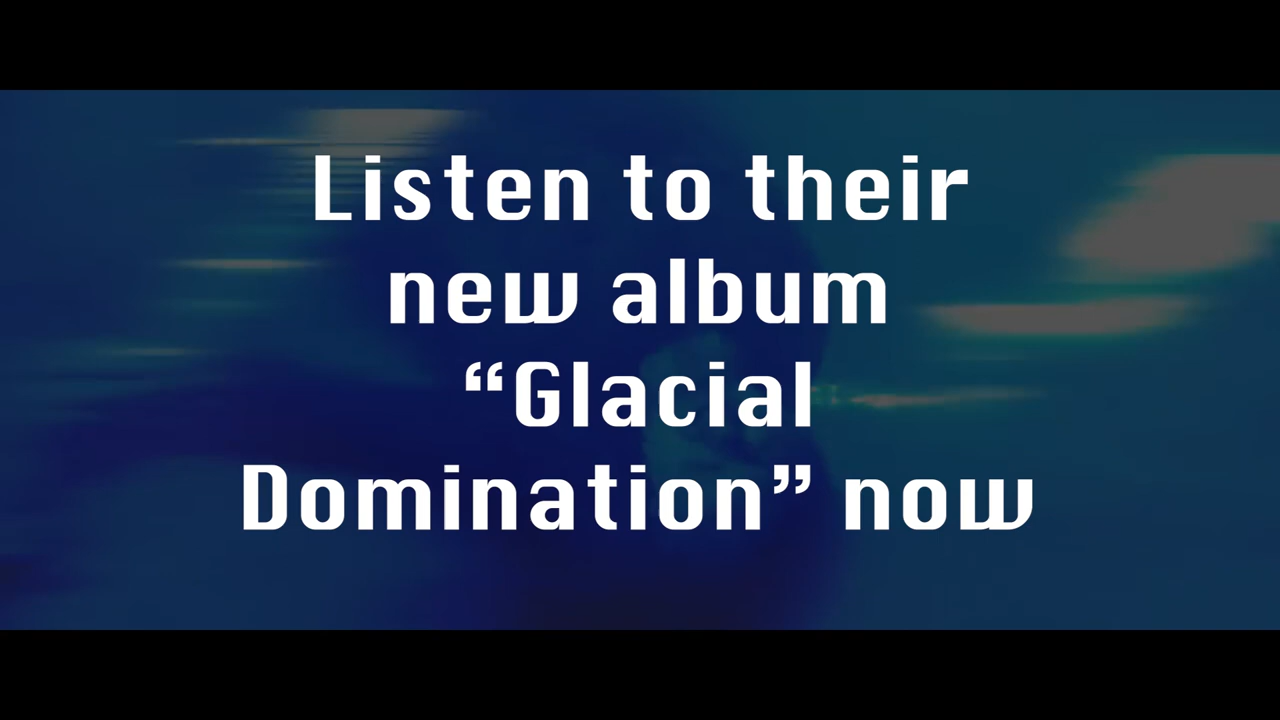 Listen to their
new album
“Glacial
Domination” now